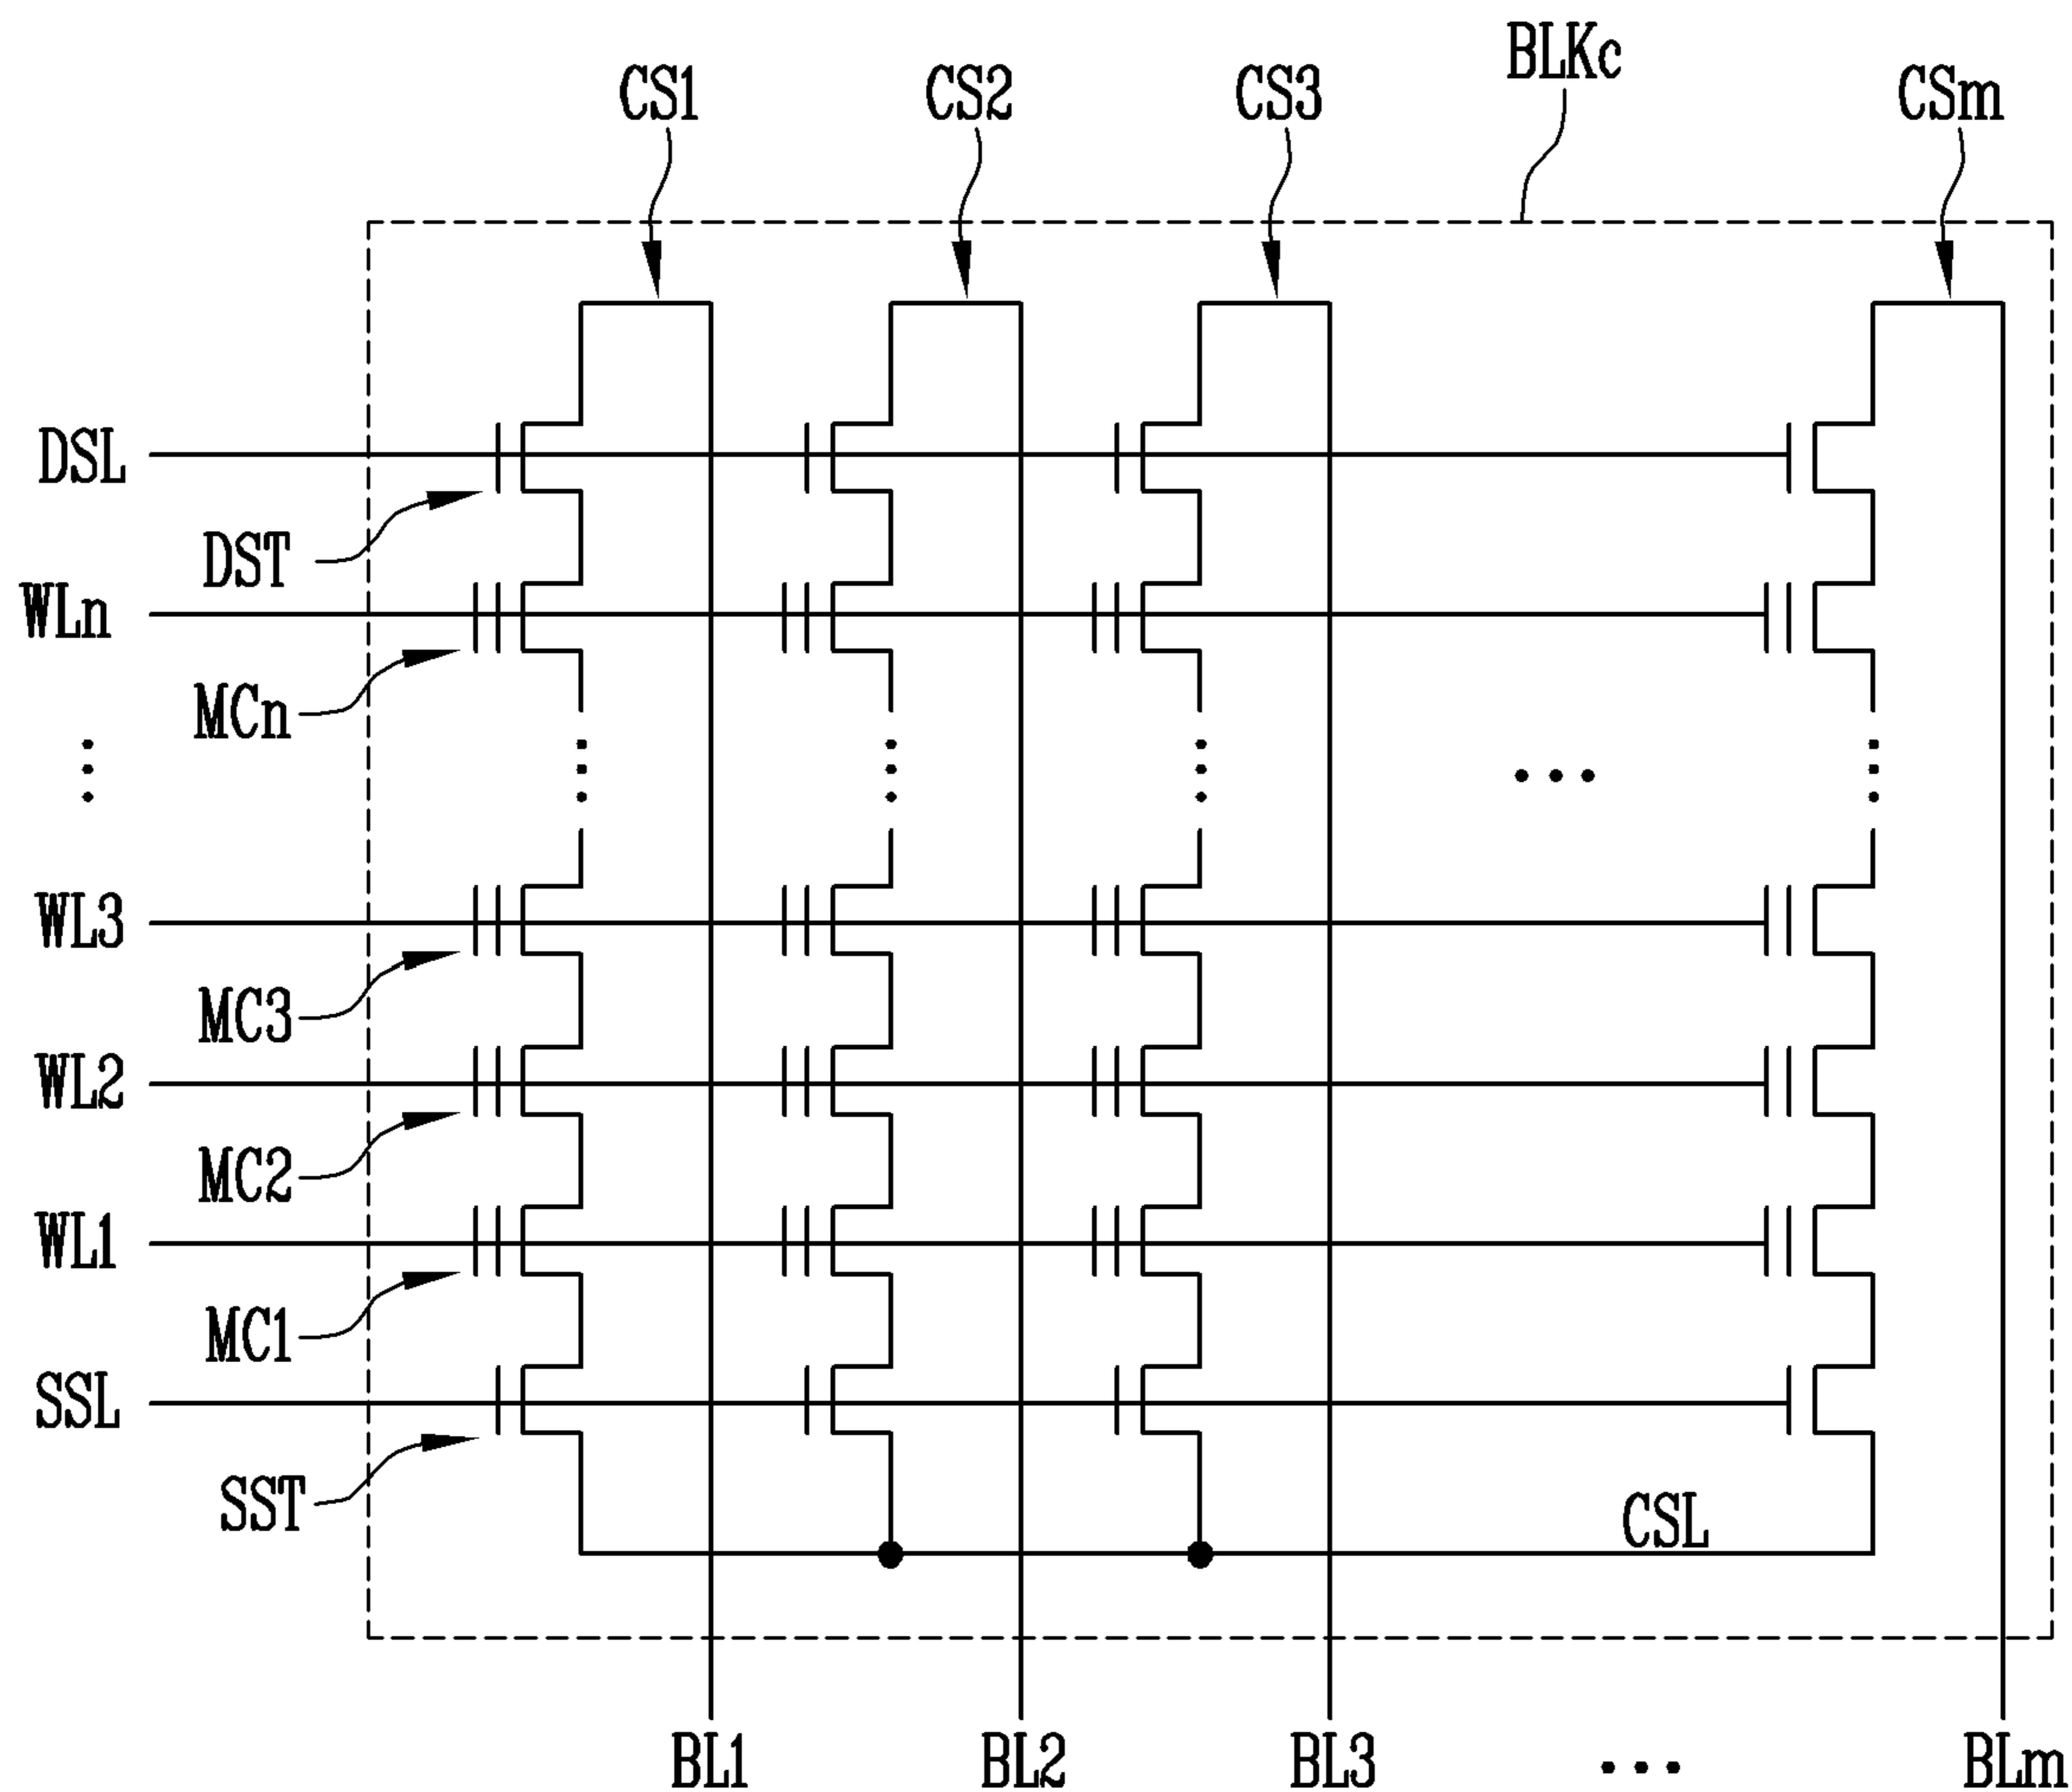 BLKc
CS1 CS2 CS3 CSm
DSL
DST
WLn
MCn
⋮
...
WL3
MC3
WL2
MC2
WL1
MC1
SSL
SST
CSL
BL1 BL2 BL3 ... BLm